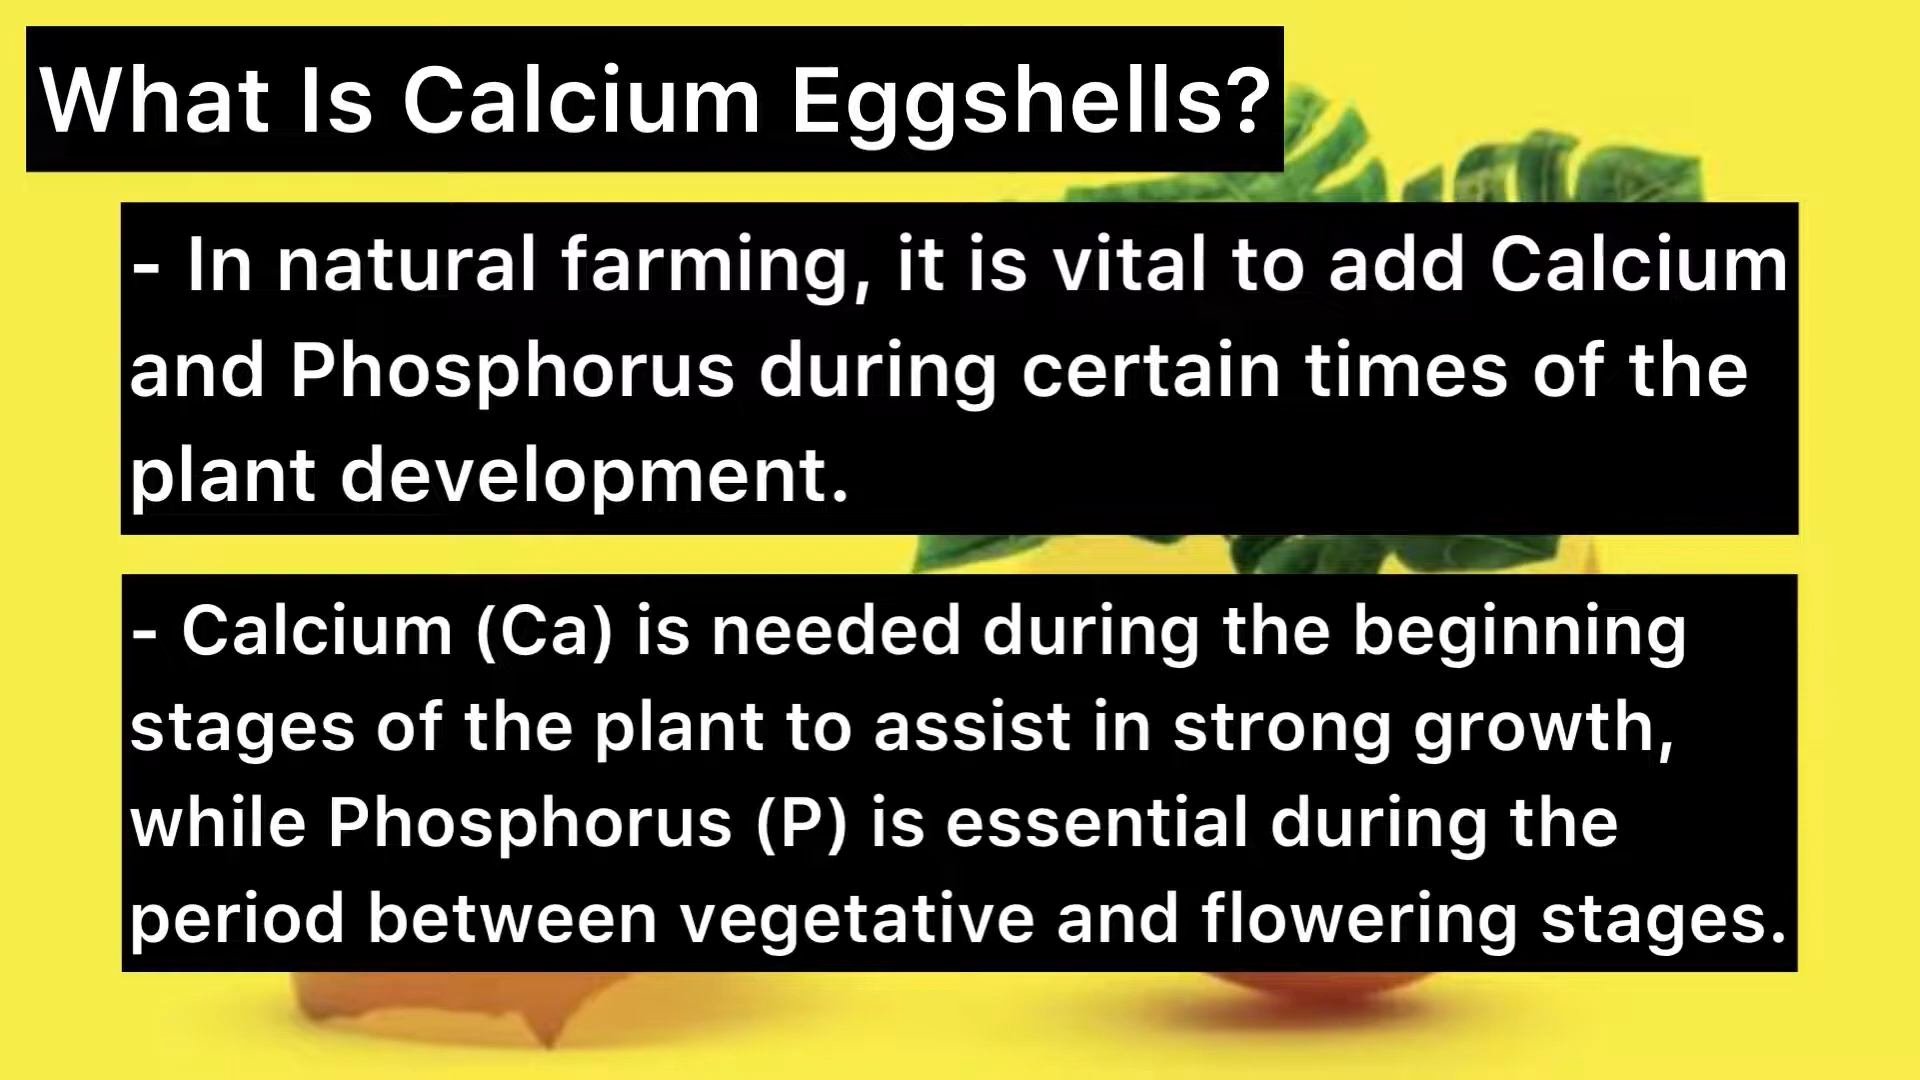 What Is Calcium Eggshells?
- In natural farming, it is vital to add Calcium
and Phosphorus during certain times of the
plant development.
- Calcium (Ca) is needed during the beginning
stages of the plant to assist in strong growth,
while Phosphorus (P) is essential during the
period between vegetative and flowering stages.